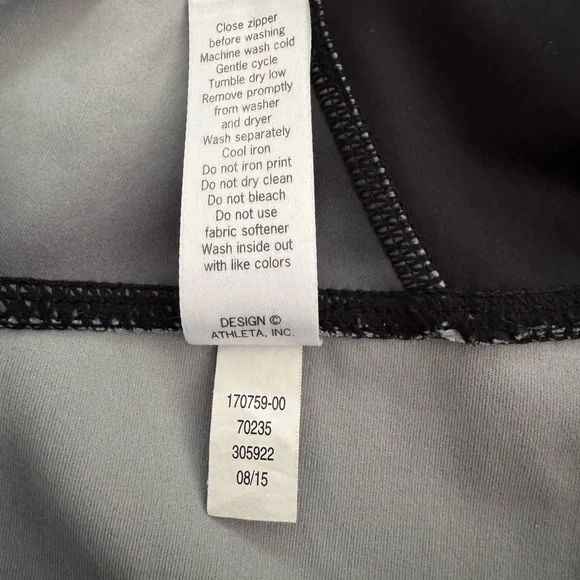 Close zipper
before washing
Machine wash cold
Gentle cycle
Tumble dry low
Remove promptly
from washer
and dryer
Wash separately
Cool iron
Do not iron print
Do not dry clean
Do not bleach
Do not use
fabric softener
Wash inside out
with like colors
DESIGN ©
ATHLETA, INC.
170759-00
70235
305922
08/15